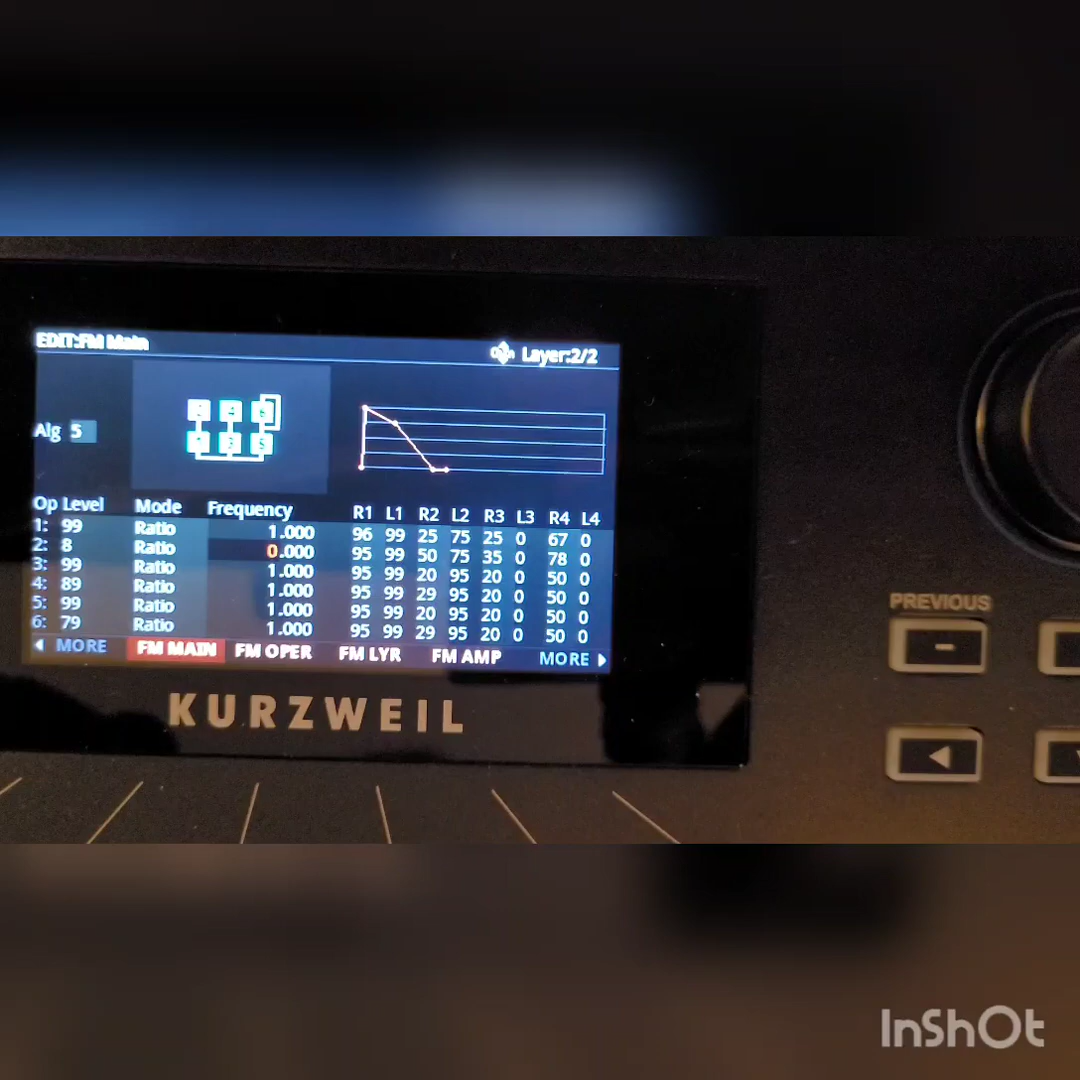 EDIT:FM Main Layer:2/2
Alg 5
Op Level Mode Frequency R1 L1 R2 L2 R3 L3 R4 L4
1: 99 Ratio 1.000 96 99 25 75 25 0 67 0
2: 8 Ratio 0.000 95 99 50 75 35 0 78 0
3: 99 Ratio 1.000 95 99 20 95 20 0 50 0
4: 89 Ratio 1.000 95 99 29 95 20 0 50 0
5: 99 Ratio 1.000 95 99 20 95 20 0 50 0
6: 79 Ratio 1.000 95 99 29 95 20 0 50 0
MORE FM MAIN FM OPER FM LYR FM AMP MORE
KURZWEIL
PREVIOUS
-
InShOt